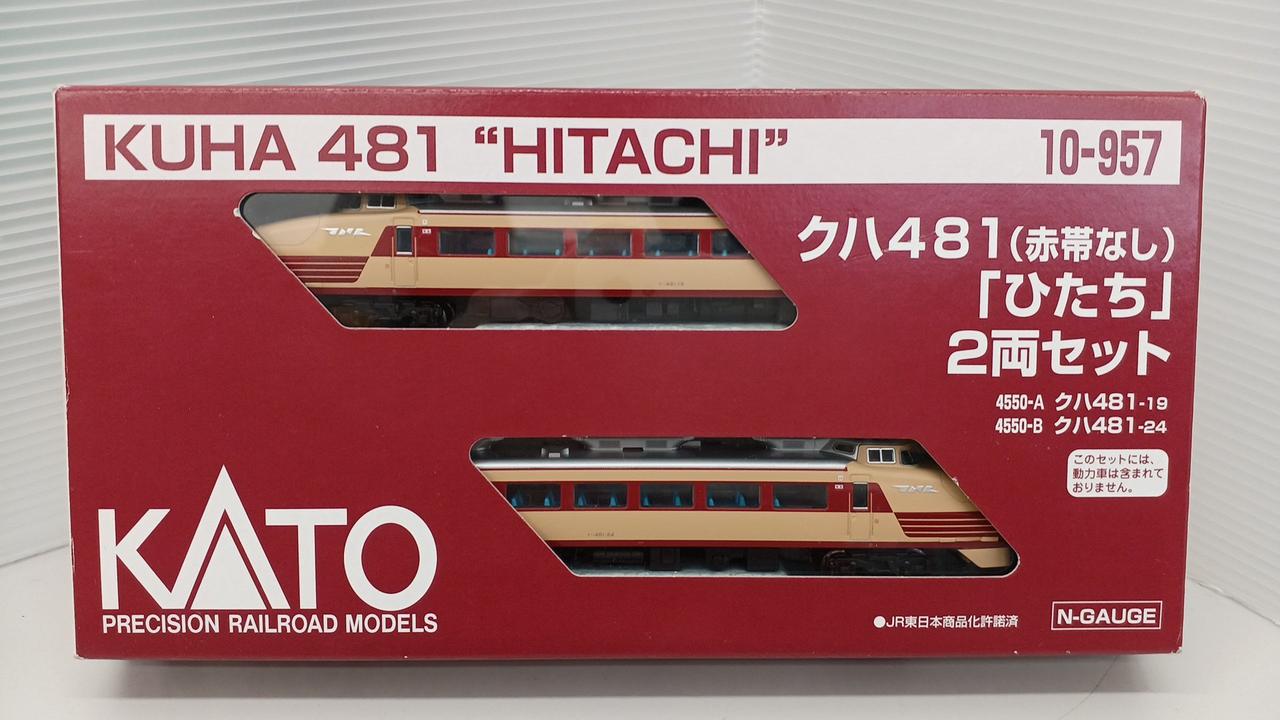 KUHA 481 “HITACHI”
10-957
クハ481(赤帯なし)
「ひたち」
2両セット
4550-A クハ481-19
4550-B クハ481-24
このセットには、
動力車は含まれて
おりません。
KATO
PRECISION RAILROAD MODELS
●JR東日本商品化許諾済
N-GAUGE